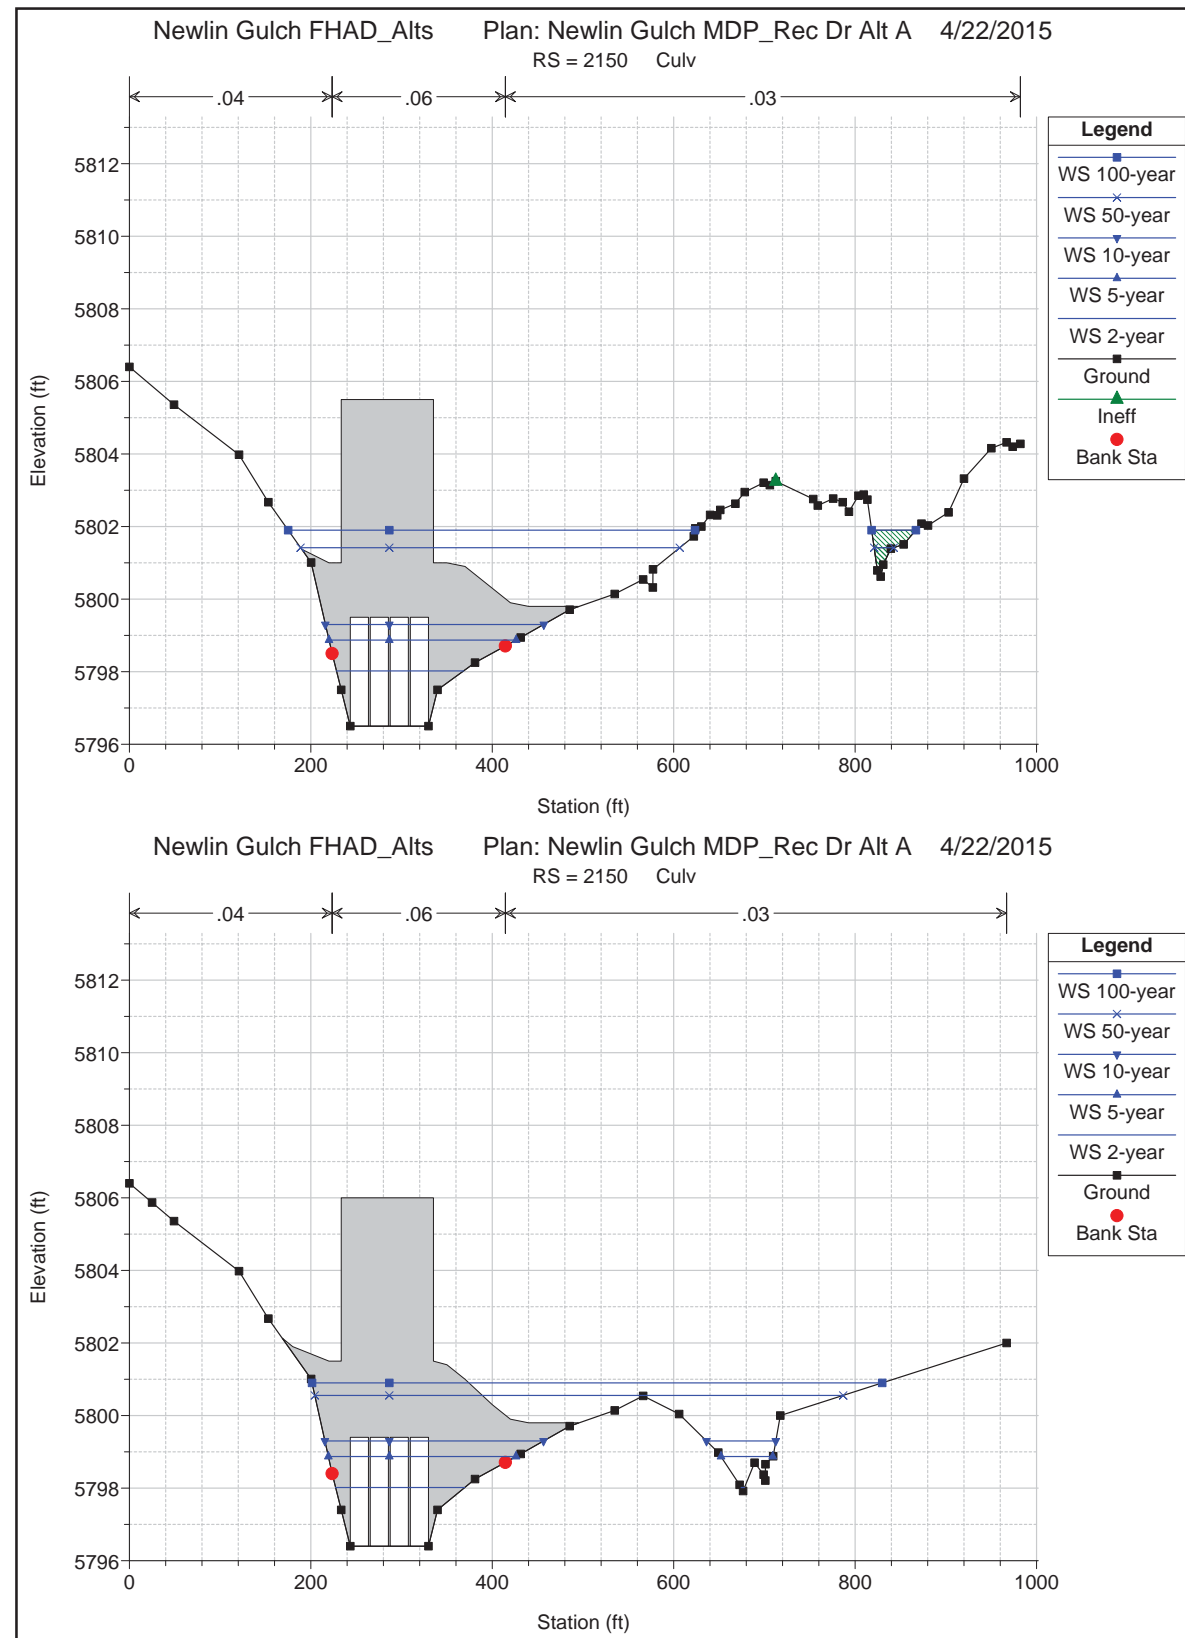 Newlin Gulch FHAD_Alts Plan: Newlin Gulch MDP_Rec Dr Alt A 4/22/2015
RS = 2150 Culv
.04 .06 .03
Legend
WS 100-year
WS 50-year
WS 10-year
WS 5-year
WS 2-year
Ground
Ineff
Bank Sta
Elevation (ft)
5812
5810
5808
5806
5804
5802
5800
5798
5796
0 200 400 600 800 1000
Station (ft)
Newlin Gulch FHAD_Alts Plan: Newlin Gulch MDP_Rec Dr Alt A 4/22/2015
RS = 2150 Culv
.04 .06 .03
Legend
WS 100-year
WS 50-year
WS 10-year
WS 5-year
WS 2-year
Ground
Bank Sta
Elevation (ft)
5812
5810
5808
5806
5804
5802
5800
5798
5796
0 200 400 600 800 1000
Station (ft)